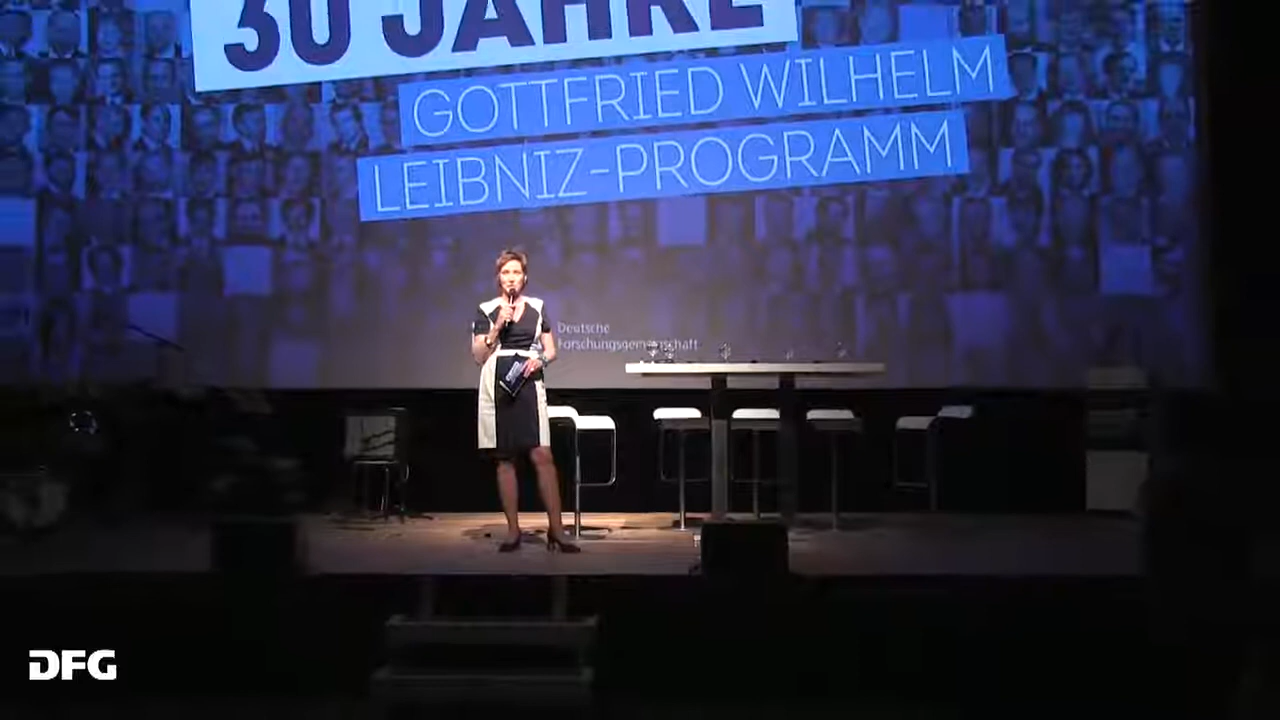 30 JAHRE
GOTTFRIED WILHELM
LEIBNIZ-PROGRAMM
Deutsche
Forschungsgemeinschaft
DFG